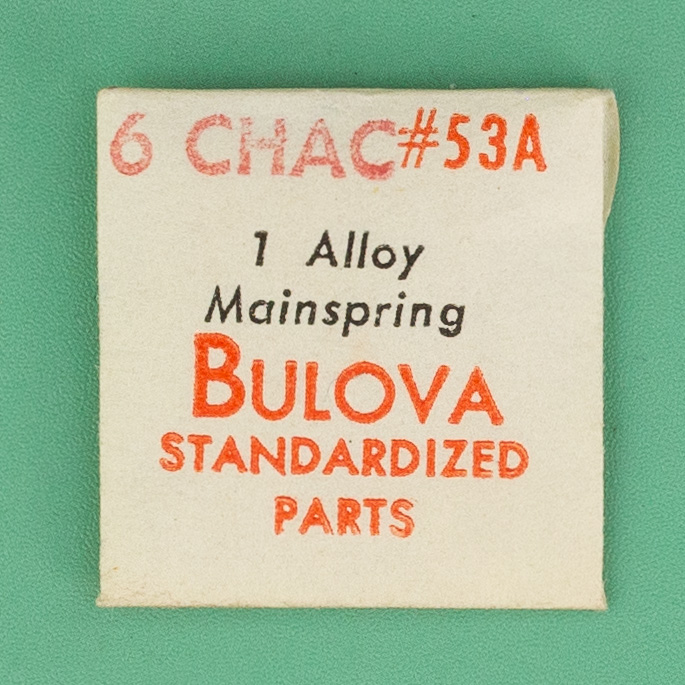 6 CHAC #53A
1 Alloy
Mainspring
BULOVA
STANDARDIZED
PARTS